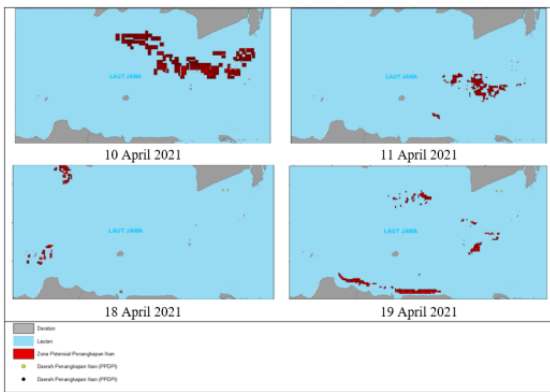 LAUT JAWA
LAUT JAWA
10 April 2021
11 April 2021
LAUT JAWA
LAUT JAWA
18 April 2021
19 April 2021
Daratan
Lautan
Zona Potensial Penangkapan Ikan
Daerah Penangkapan Ikan (PPDPI)
Daerah Penangkapan Ikan (PPDPI)